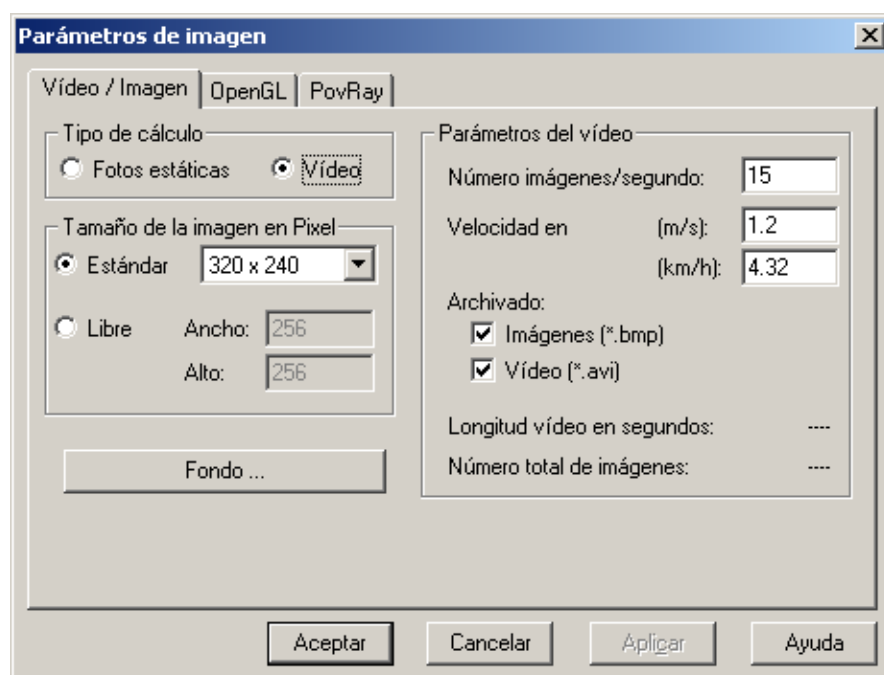 Parámetros de imagen
Vídeo / Imagen OpenGL PovRay
Tipo de cálculo
Fotos estáticas Vídeo
Tamaño de la imagen en Pixel
Estándar 320 x 240
Libre Ancho: 256
Alto: 256
Fondo ...
Parámetros del vídeo
Número imágenes/segundo: 15
Velocidad en (m/s): 1.2
(km/h): 4.32
Archivado:
Imágenes (*.bmp)
Vídeo (*.avi)
Longitud vídeo en segundos: ----
Número total de imágenes: ----
Aceptar Cancelar Aplicar Ayuda